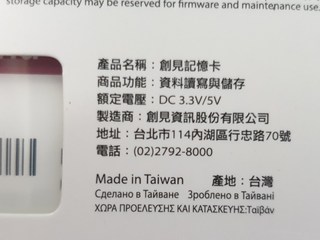 storage capacity may be reserved for firmware and maintenance use.
產品名稱：創見記憶卡
商品功能：資料讀寫與儲存
額定電壓：DC 3.3V/5V
製造商：創見資訊股份有限公司
地址：台北市114內湖區行忠路70號
電話：(02)2792-8000
Made in Taiwan 產地：台灣
Сделано в Тайване Зроблено в Тайвані
ΧΩΡΑ ΠΡΟΕΛΕΥΣΗΣ ΚΑΙ ΚΑΤΑΣΚΕΥΗΣ:Ταϊβάν